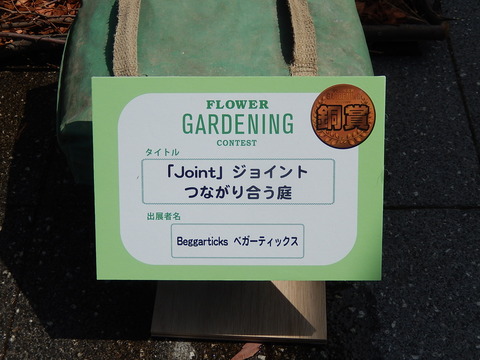 FLOWER
GARDENING
CONTEST
銅賞
タイトル
「Joint」ジョイント
つながり合う庭
出展者名
Beggarticks ベガーティックス